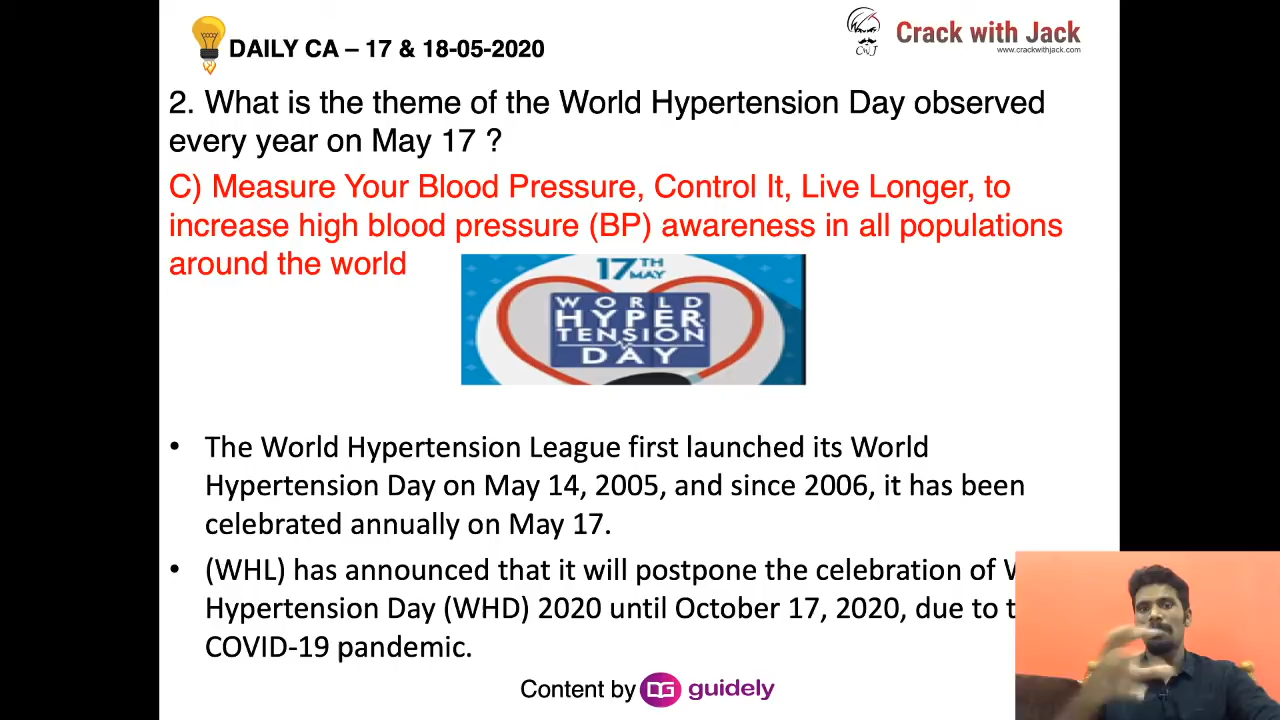 DAILY CA – 17 & 18-05-2020
CWJ
Crack with Jack
www.crackwithjack.com
2. What is the theme of the World Hypertension Day observed
every year on May 17 ?
C) Measure Your Blood Pressure, Control It, Live Longer, to
increase high blood pressure (BP) awareness in all populations
around the world
17TH
MAY
WORLD
HYPER
TENSION
DAY
• The World Hypertension League first launched its World
Hypertension Day on May 14, 2005, and since 2006, it has been
celebrated annually on May 17.
• (WHL) has announced that it will postpone the celebration of
Hypertension Day (WHD) 2020 until October 17, 2020, due to
COVID-19 pandemic.
Content by DG guidely